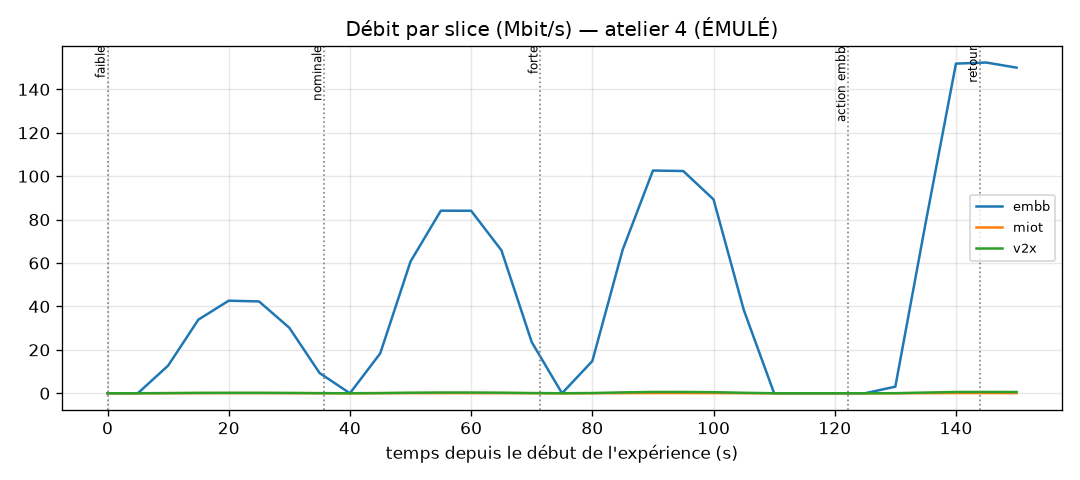 Débit par slice (Mbit/s) — atelier 4 (ÉMULÉ)
faible
nominale
forte
action embb
retour
140
120
100
80
60
40
20
0
embb
miot
v2x
0 20 40 60 80 100 120 140
temps depuis le début de l'expérience (s)